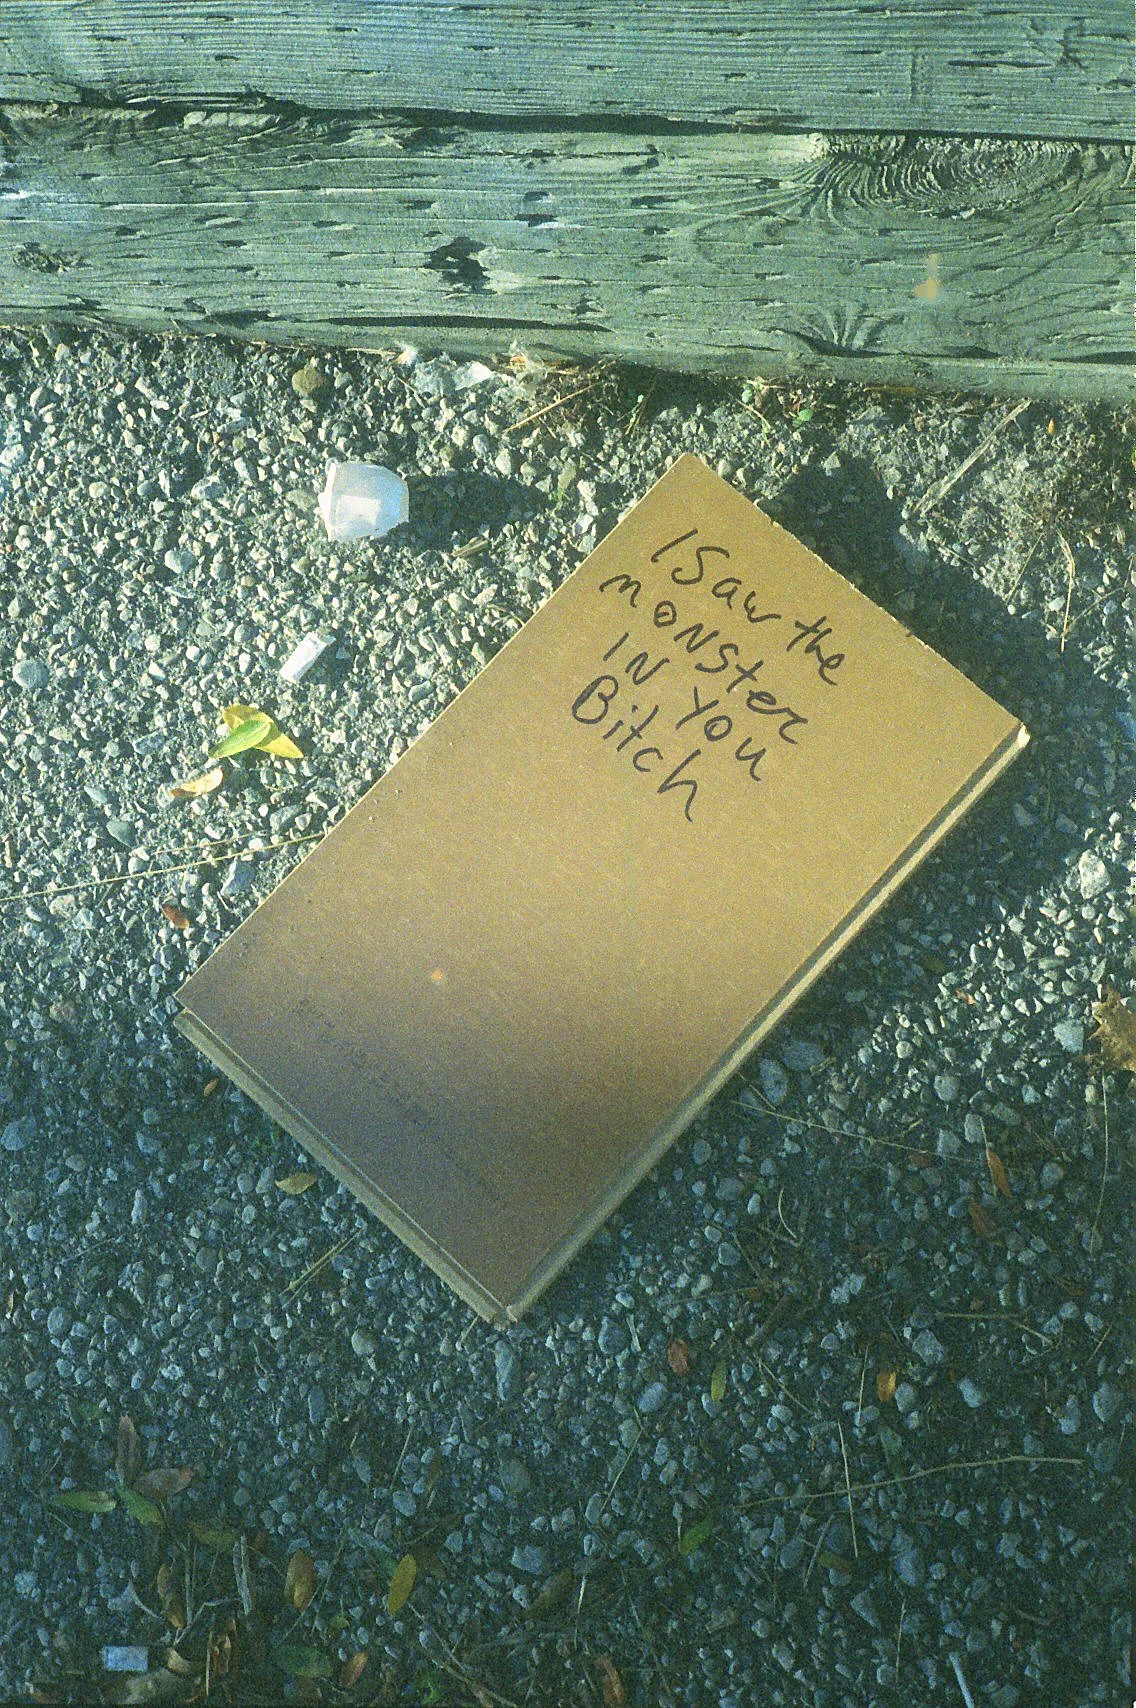 I Saw the
monster
IN You
Bitch